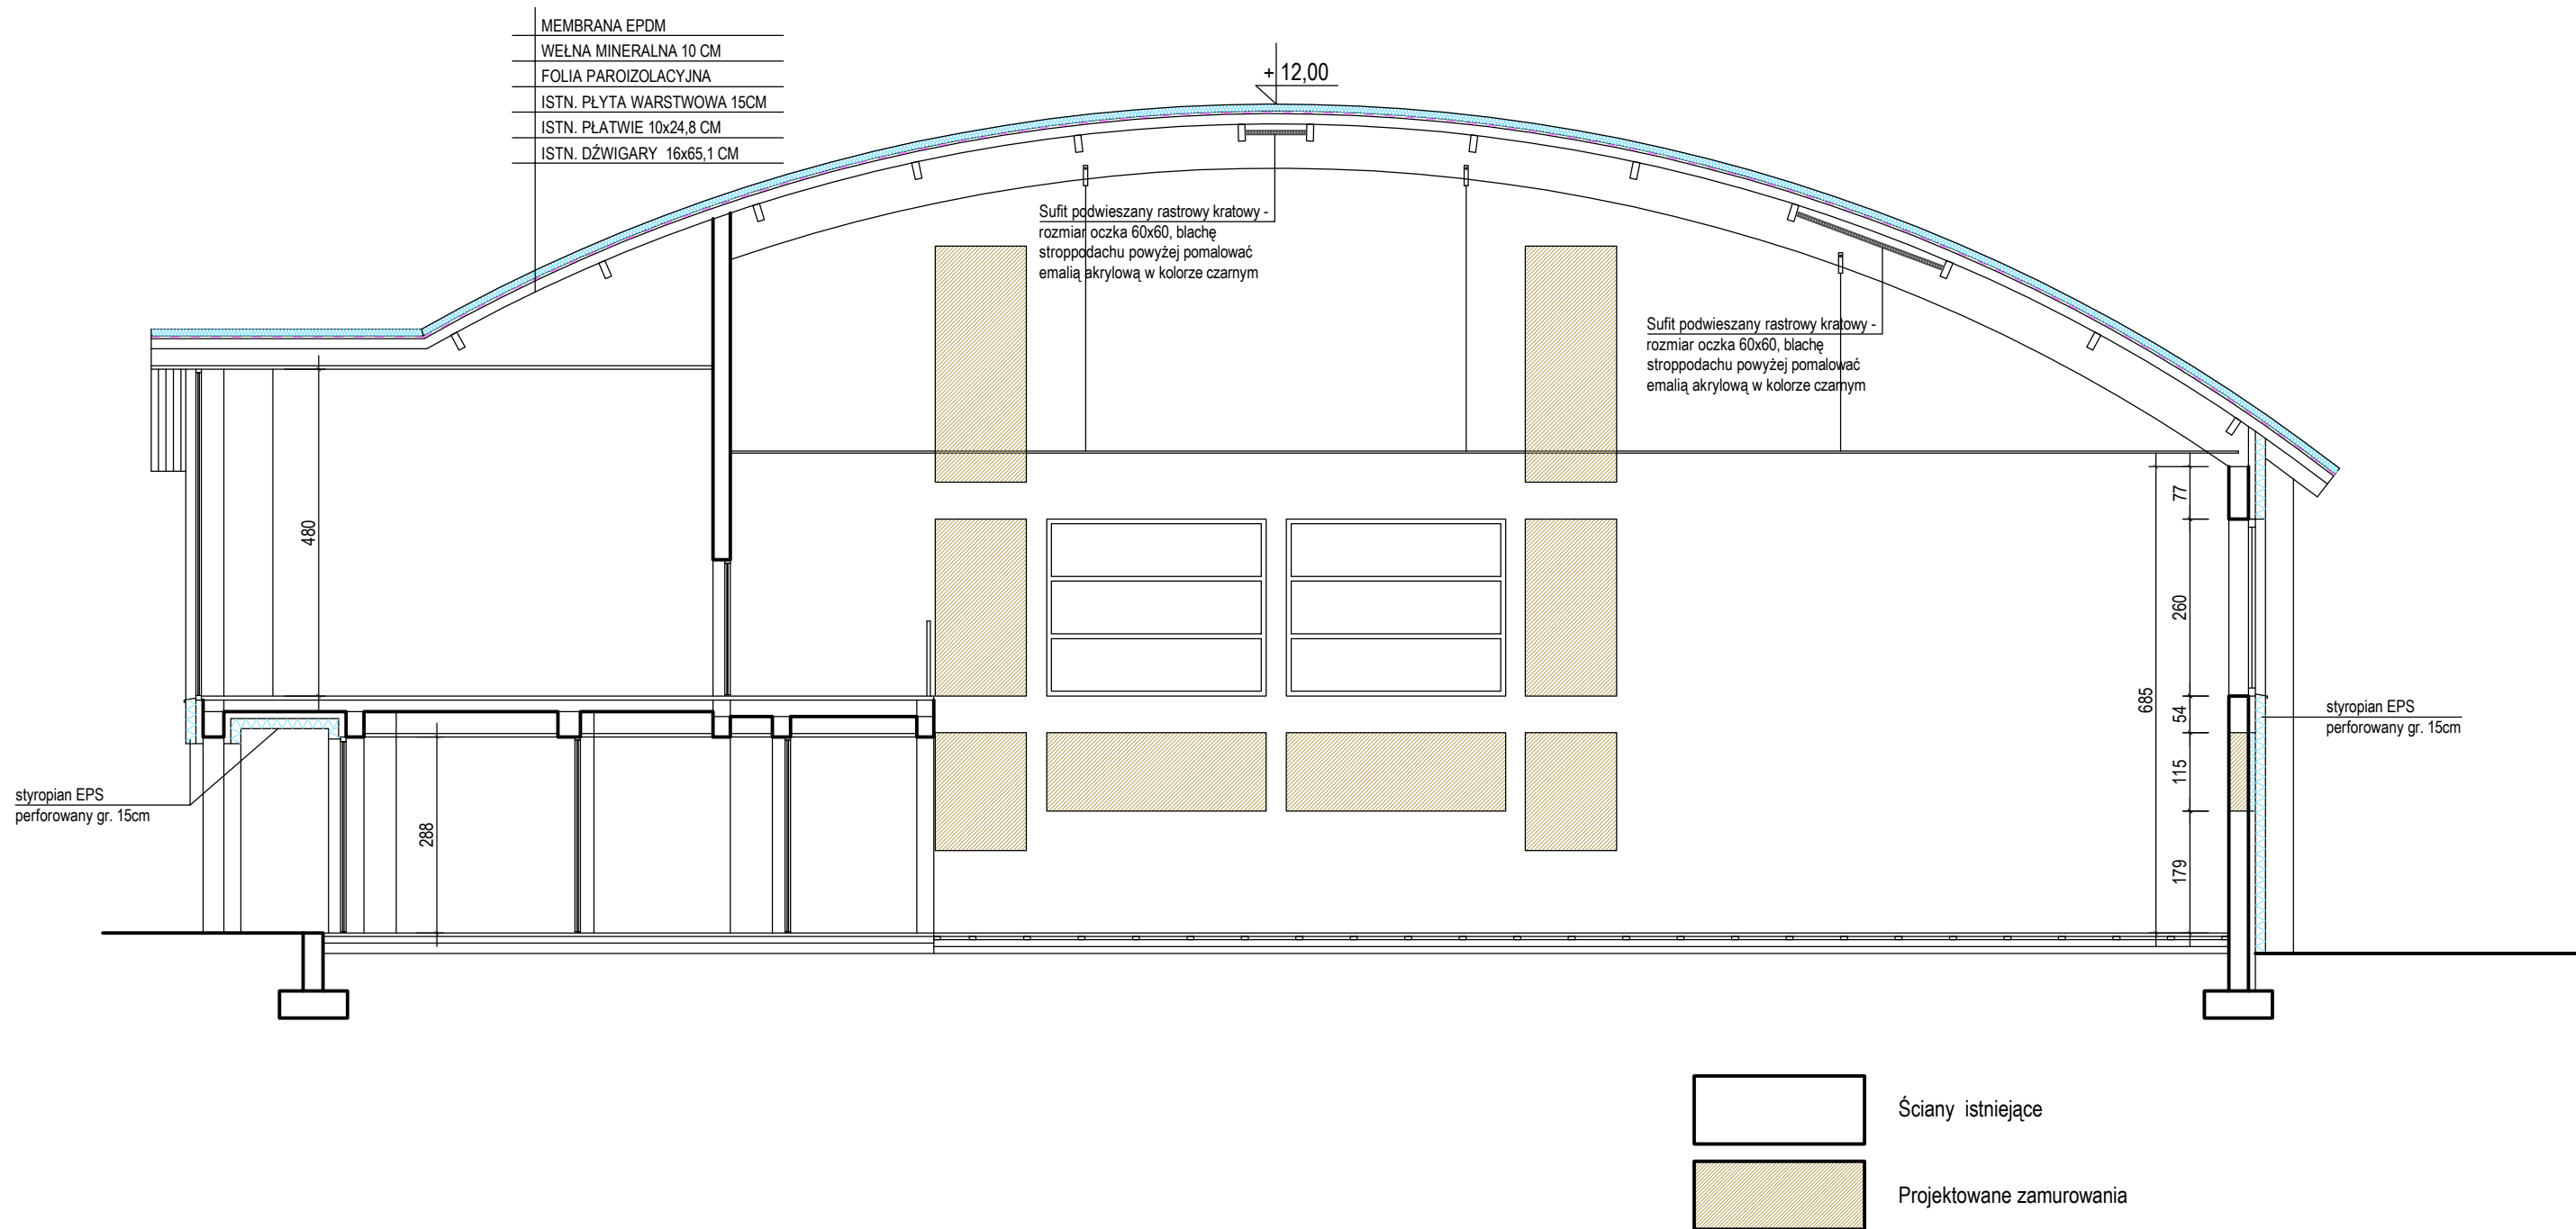 MEMBRANA EPDM
WEŁNA MINERALNA 10 CM
FOLIA PAROIZOLACYJNA
ISTN. PŁYTA WARSTWOWA 15CM
ISTN. PŁATWIE 10x24,8 CM
ISTN. DŹWIGARY 16x65,1 CM
+ 12,00
Sufit podwieszany rastrowy kratowy -
rozmiar oczka 60x60, blachę
stroppodachu powyżej pomalować
emalią akrylową w kolorze czarnym
Sufit podwieszany rastrowy kratowy -
rozmiar oczka 60x60, blachę
stroppodachu powyżej pomalować
emalią akrylową w kolorze czarnym
480
288
77
260
685
54
115
179
styropian EPS
perforowany gr. 15cm
styropian EPS
perforowany gr. 15cm
Ściany istniejące
Projektowane zamurowania